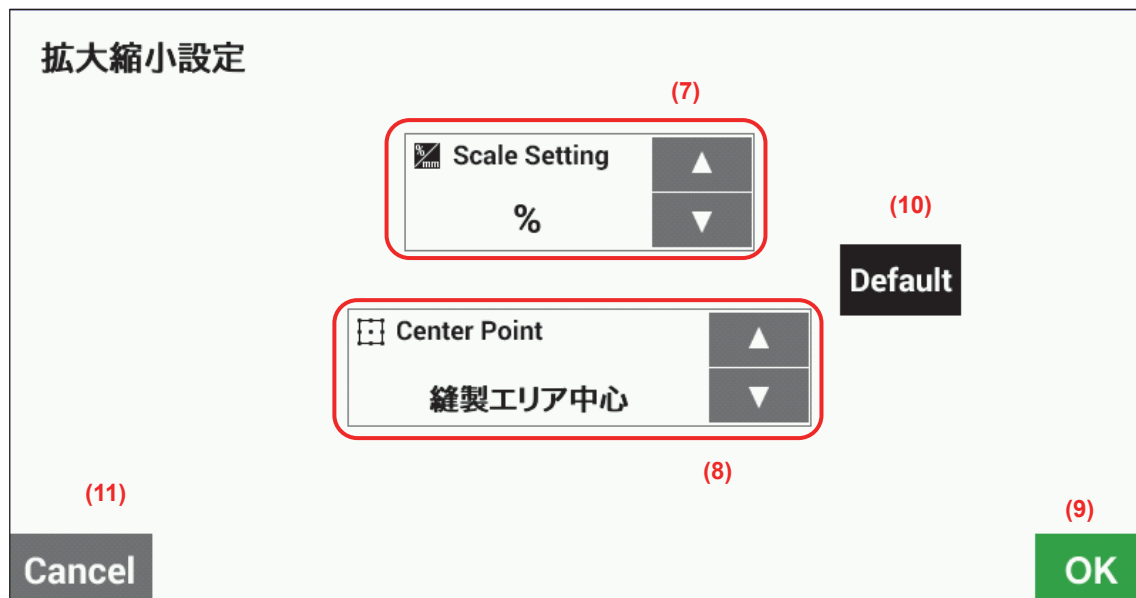 拡大縮小設定
(7)
%/mm Scale Setting
%
(10)
Default
Center Point
縫製エリア中心
(8)
(11)
(9)
Cancel
OK